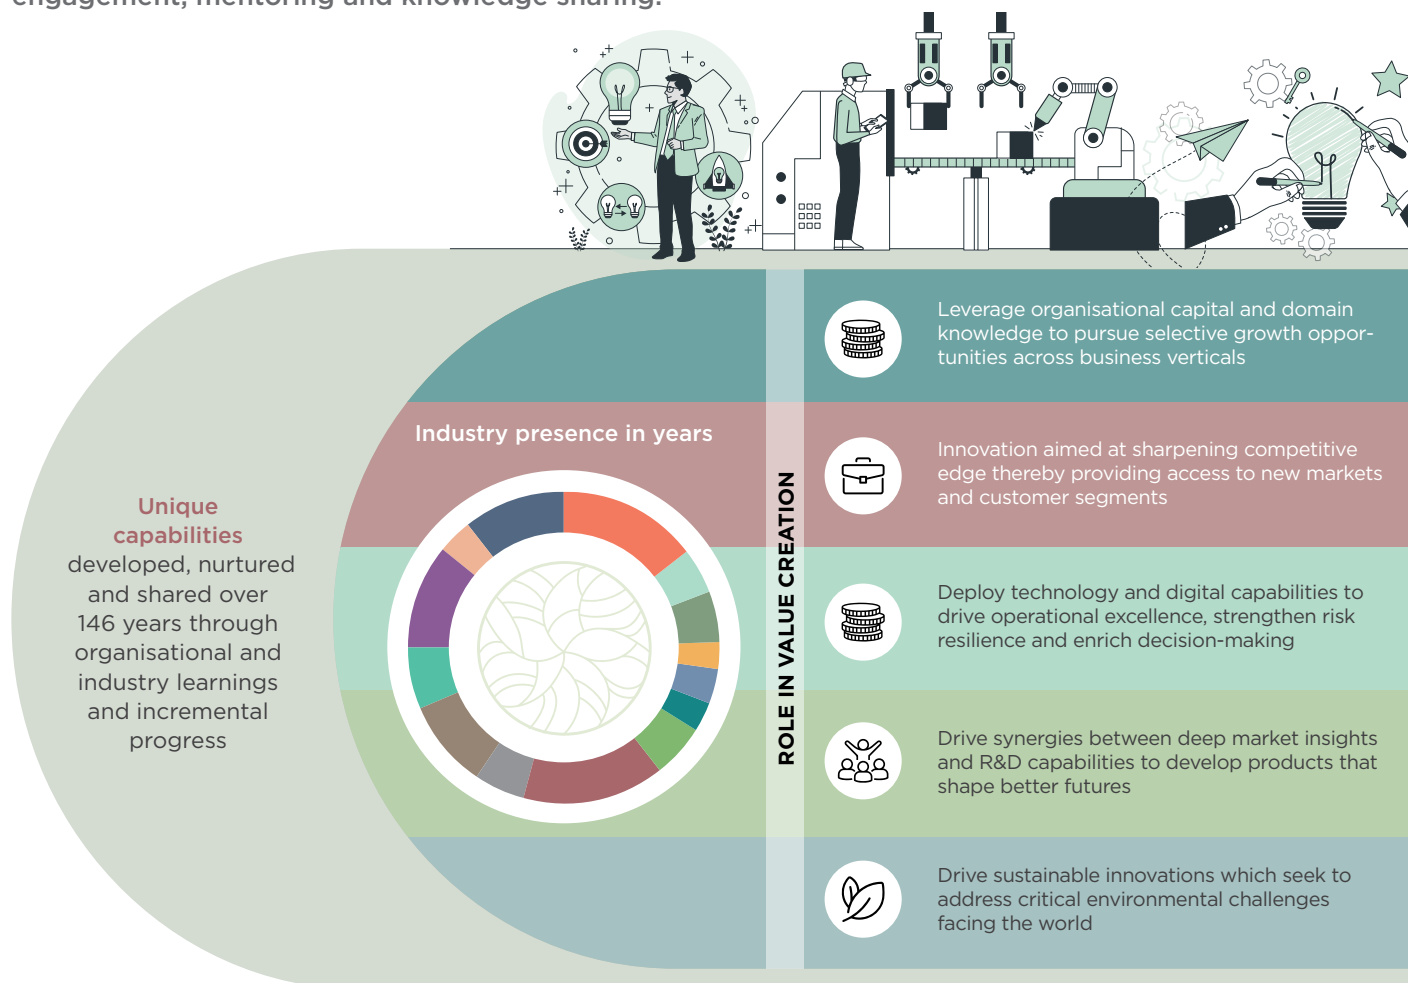 engagement, mentoring and knowledge sharing.
Unique
capabilities
developed, nurtured
and shared over
146 years through
organisational and
industry learnings
and incremental
progress
Industry presence in years
ROLE IN VALUE CREATION
Leverage organisational capital and domain
knowledge to pursue selective growth oppor-
tunities across business verticals
Innovation aimed at sharpening competitive
edge thereby providing access to new markets
and customer segments
Deploy technology and digital capabilities to
drive operational excellence, strengthen risk
resilience and enrich decision-making
Drive synergies between deep market insights
and R&D capabilities to develop products that
shape better futures
Drive sustainable innovations which seek to
address critical environmental challenges
facing the world